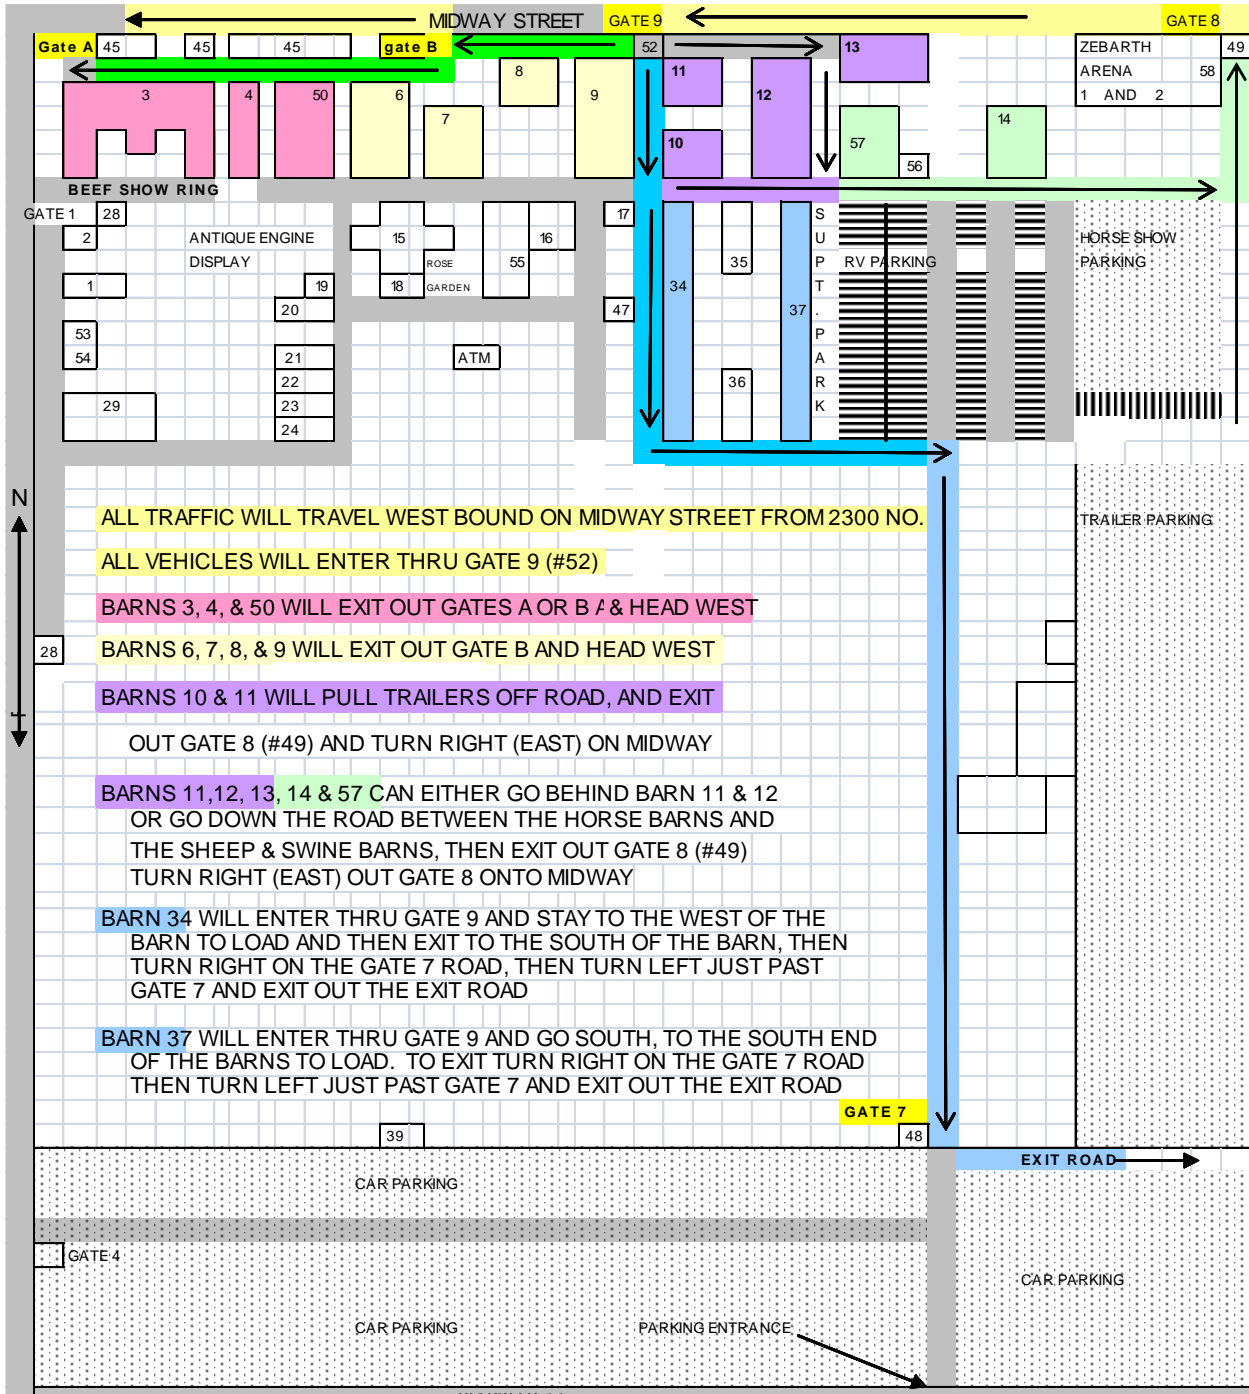 MIDWAY STREET GATE 9 GATE 8
Gate A 45 45 45 gate B 52 13 ZEBARTH 49
ARENA 58
1 AND 2
3 4 50 6 7 8 9 11 12 10 57 56 14
BEEF SHOW RING
GATE 1 28 17
2 ANTIQUE ENGINE
DISPLAY
15 ROSE
GARDEN
16 55 18
1 19 20 47
53
54 21 ATM
22
29 23
24
34 35 36 37
SUPT. PARK
RV PARKING
HORSE SHOW
PARKING
N
ALL TRAFFIC WILL TRAVEL WEST BOUND ON MIDWAY STREET FROM 2300 NO.
TRAILER PARKING
ALL VEHICLES WILL ENTER THRU GATE 9 (#52)
BARNS 3, 4, & 50 WILL EXIT OUT GATES A OR B A & HEAD WEST
28
BARNS 6, 7, 8, & 9 WILL EXIT OUT GATE B AND HEAD WEST
BARNS 10 & 11 WILL PULL TRAILERS OFF ROAD, AND EXIT
OUT GATE 8 (#49) AND TURN RIGHT (EAST) ON MIDWAY
BARNS 11,12, 13, 14 & 57 CAN EITHER GO BEHIND BARN 11 & 12
OR GO DOWN THE ROAD BETWEEN THE HORSE BARNS AND
THE SHEEP & SWINE BARNS, THEN EXIT OUT GATE 8 (#49)
TURN RIGHT (EAST) OUT GATE 8 ONTO MIDWAY
BARN 34 WILL ENTER THRU GATE 9 AND STAY TO THE WEST OF THE
BARN TO LOAD AND THEN EXIT TO THE SOUTH OF THE BARN, THEN
TURN RIGHT ON THE GATE 7 ROAD, THEN TURN LEFT JUST PAST
GATE 7 AND EXIT OUT THE EXIT ROAD
BARN 37 WILL ENTER THRU GATE 9 AND GO SOUTH, TO THE SOUTH END
OF THE BARNS TO LOAD. TO EXIT TURN RIGHT ON THE GATE 7 ROAD
THEN TURN LEFT JUST PAST GATE 7 AND EXIT OUT THE EXIT ROAD
GATE 7
39 48
EXIT ROAD
CAR PARKING
GATE 4
CAR PARKING
CAR PARKING PARKING ENTRANCE